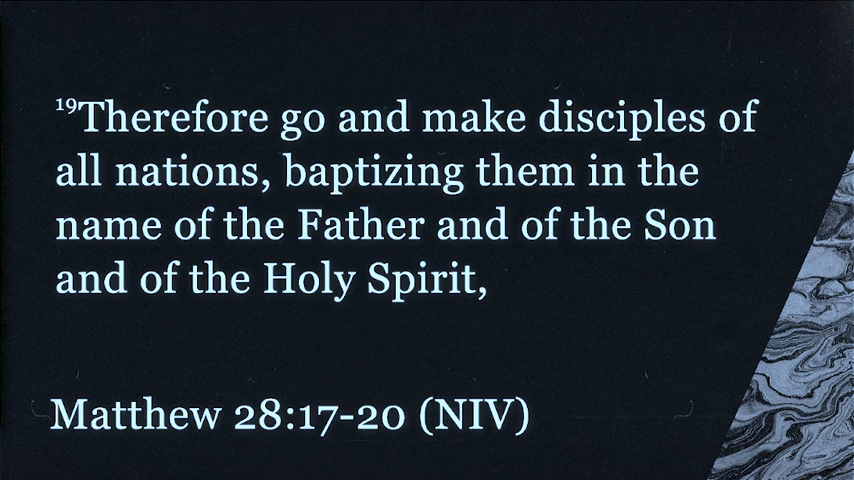 19Therefore go and make disciples of
all nations, baptizing them in the
name of the Father and of the Son
and of the Holy Spirit,
Matthew 28:17-20 (NIV)